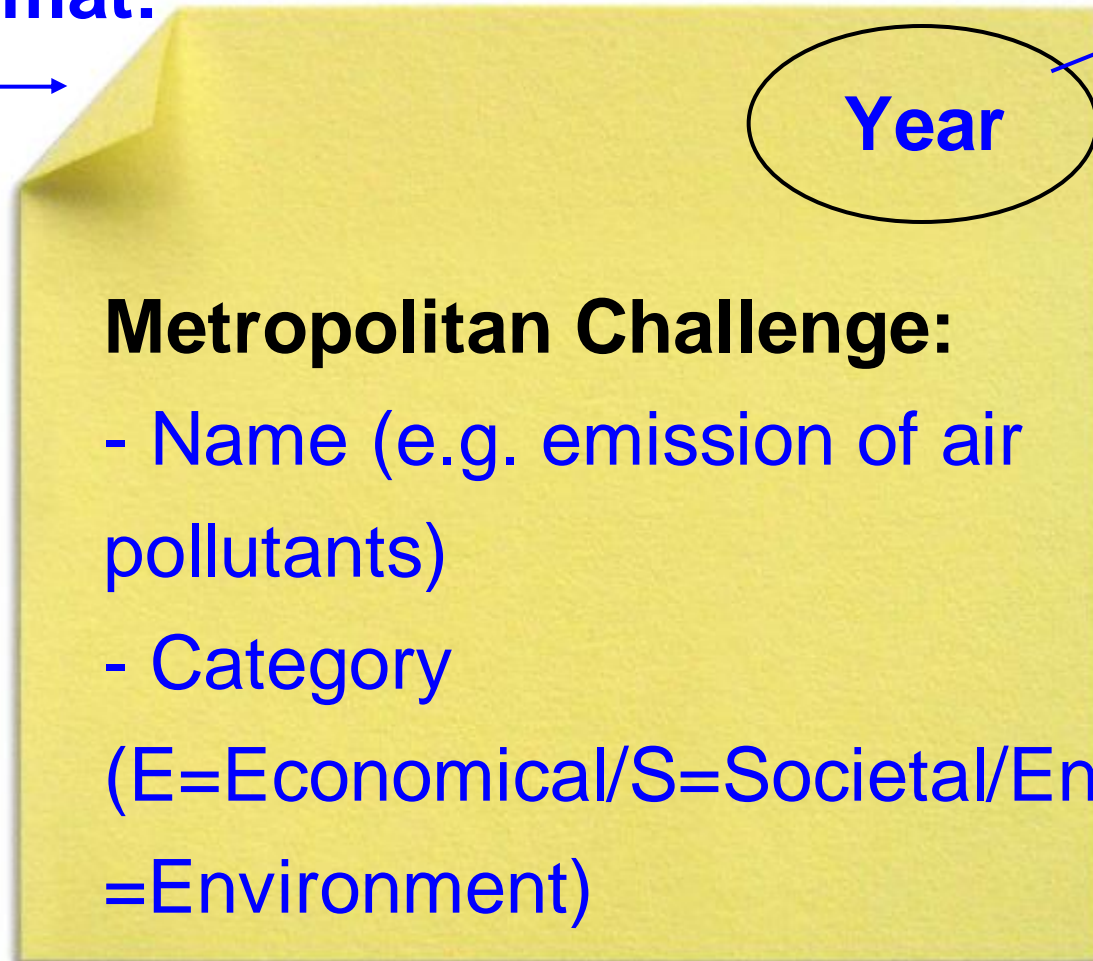 Year
Metropolitan Challenge:
- Name (e.g. emission of air
pollutants)
- Category
(E=Economical/S=Societal/En
=Environment)